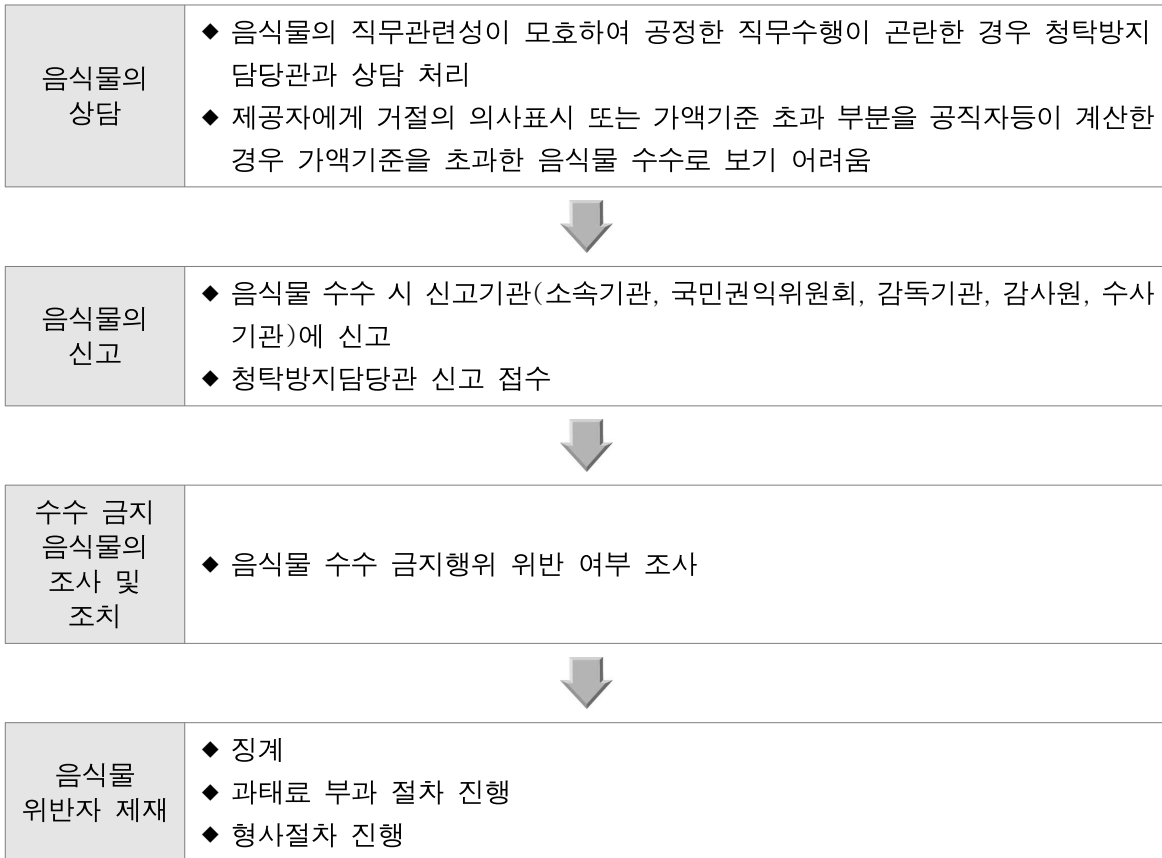 음식물의
상담
◆ 음식물의 직무관련성이 모호하여 공정한 직무수행이 곤란한 경우 청탁방지
담당관과 상담 처리
◆ 제공자에게 거절의 의사표시 또는 가액기준 초과 부분을 공직자등이 계산한
경우 가액기준을 초과한 음식물 수수로 보기 어려움
음식물의
신고
◆ 음식물 수수 시 신고기관(소속기관, 국민권익위원회, 감독기관, 감사원, 수사
기관)에 신고
◆ 청탁방지담당관 신고 접수
수수 금지
음식물의
조사 및
조치
◆ 음식물 수수 금지행위 위반 여부 조사
음식물
위반자 제재
◆ 징계
◆ 과태료 부과 절차 진행
◆ 형사절차 진행